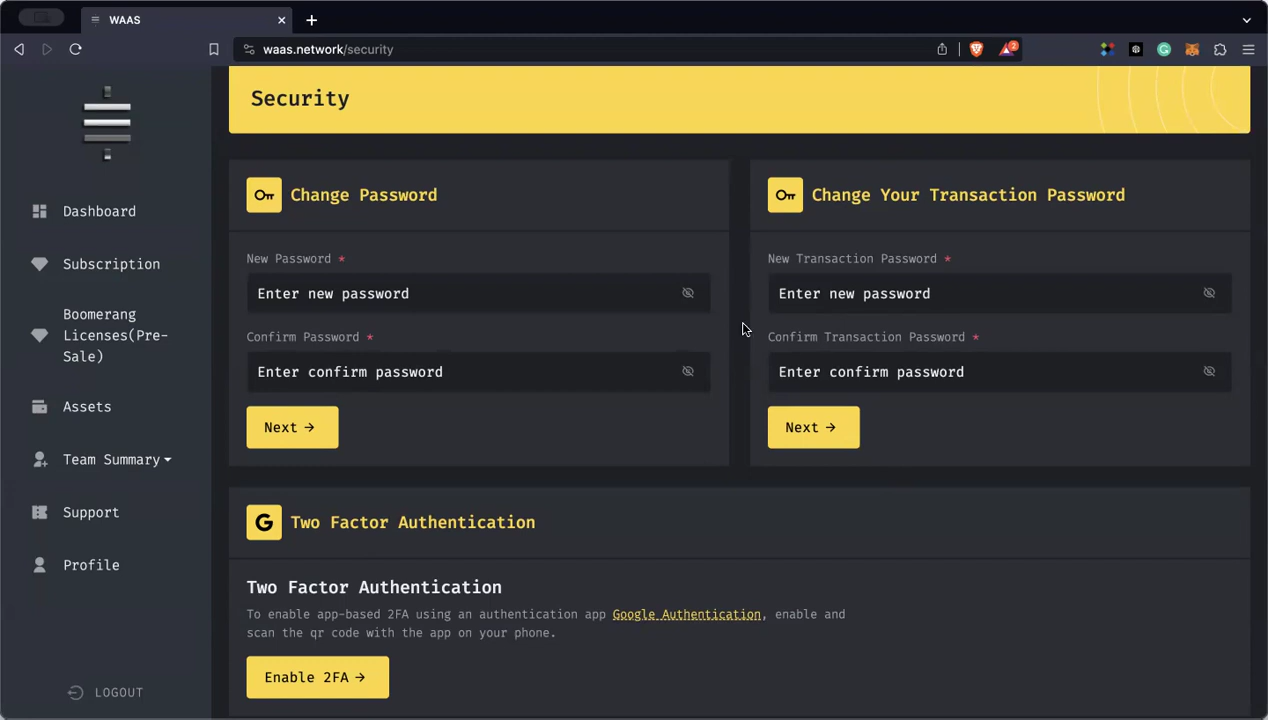 WAAS
waas.network/security
2
Security
Dashboard
Subscription
Boomerang
Licenses(Pre-
Sale)
Assets
Team Summary
Support
Profile
LOGOUT
Change Password
New Password *
Enter new password
Confirm Password *
Enter confirm password
Next →
Change Your Transaction Password
New Transaction Password *
Enter new password
Confirm Transaction Password *
Enter confirm password
Next →
G Two Factor Authentication
Two Factor Authentication
To enable app-based 2FA using an authentication app Google Authentication, enable and
scan the qr code with the app on your phone.
Enable 2FA →